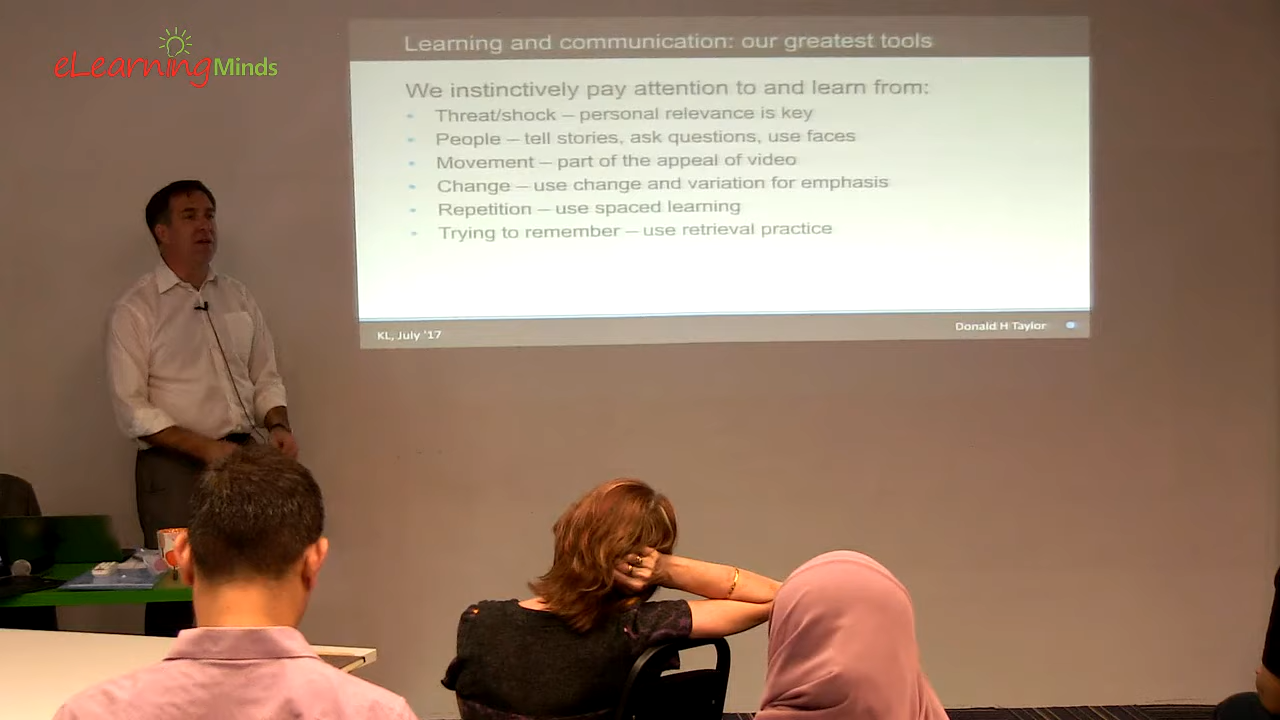 eLearningMinds
Learning and communication: our greatest tools
We instinctively pay attention to and learn from:
• Threat/shock – personal relevance is key
• People – tell stories, ask questions, use faces
• Movement – part of the appeal of video
• Change – use change and variation for emphasis
• Repetition – use spaced learning
• Trying to remember – use retrieval practice
KL, July '17
Donald H Taylor